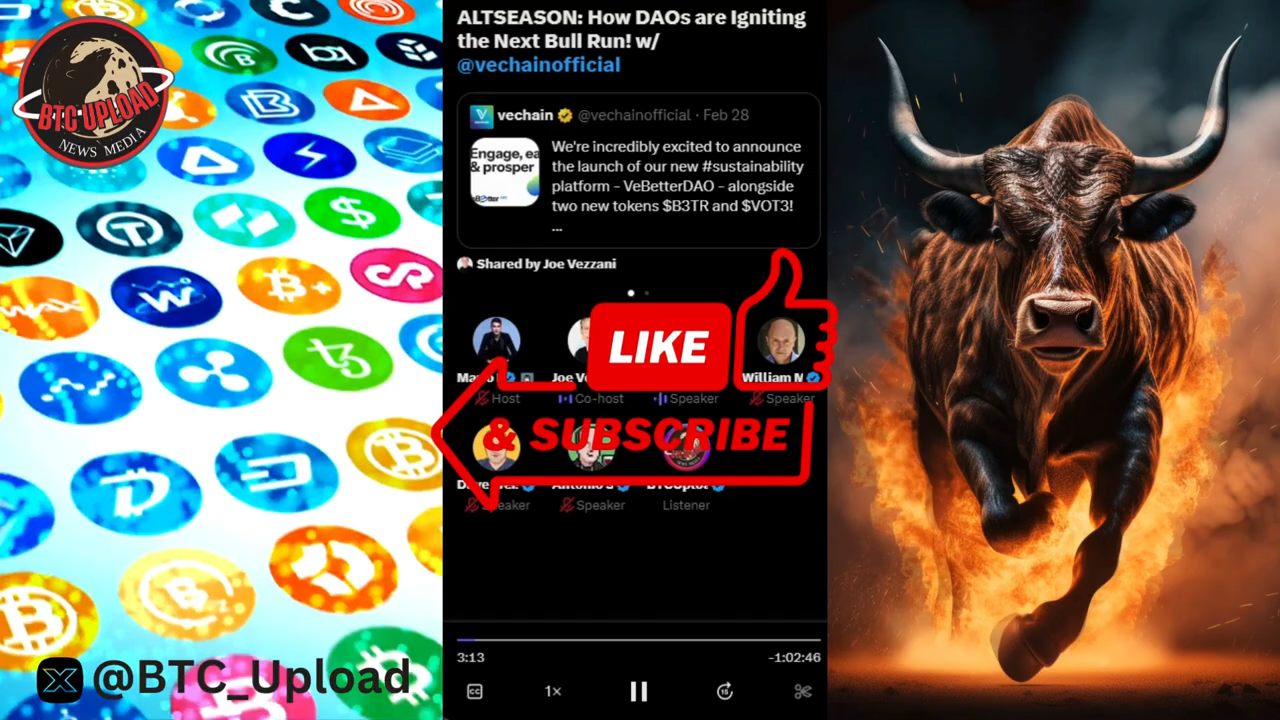 BTC UPLOAD
NEWS MEDIA
@BTC_Upload
ALTSEASON: How DAOs are Igniting
the Next Bull Run! w/
@vechainofficial
vechain @vechainofficial · Feb 28
Engage, ea
& prosper
We're incredibly excited to announce
the launch of our new #sustainability
platform - VeBetterDAO - alongside
two new tokens $B3TR and $VOT3!
...
Shared by Joe Vezzani
LIKE
William M
Host
Co-host
Speaker
Speaker
& SUBSCRIBE
Speaker
Speaker
Listener
3:13
-1:02:46
CC
1×
15